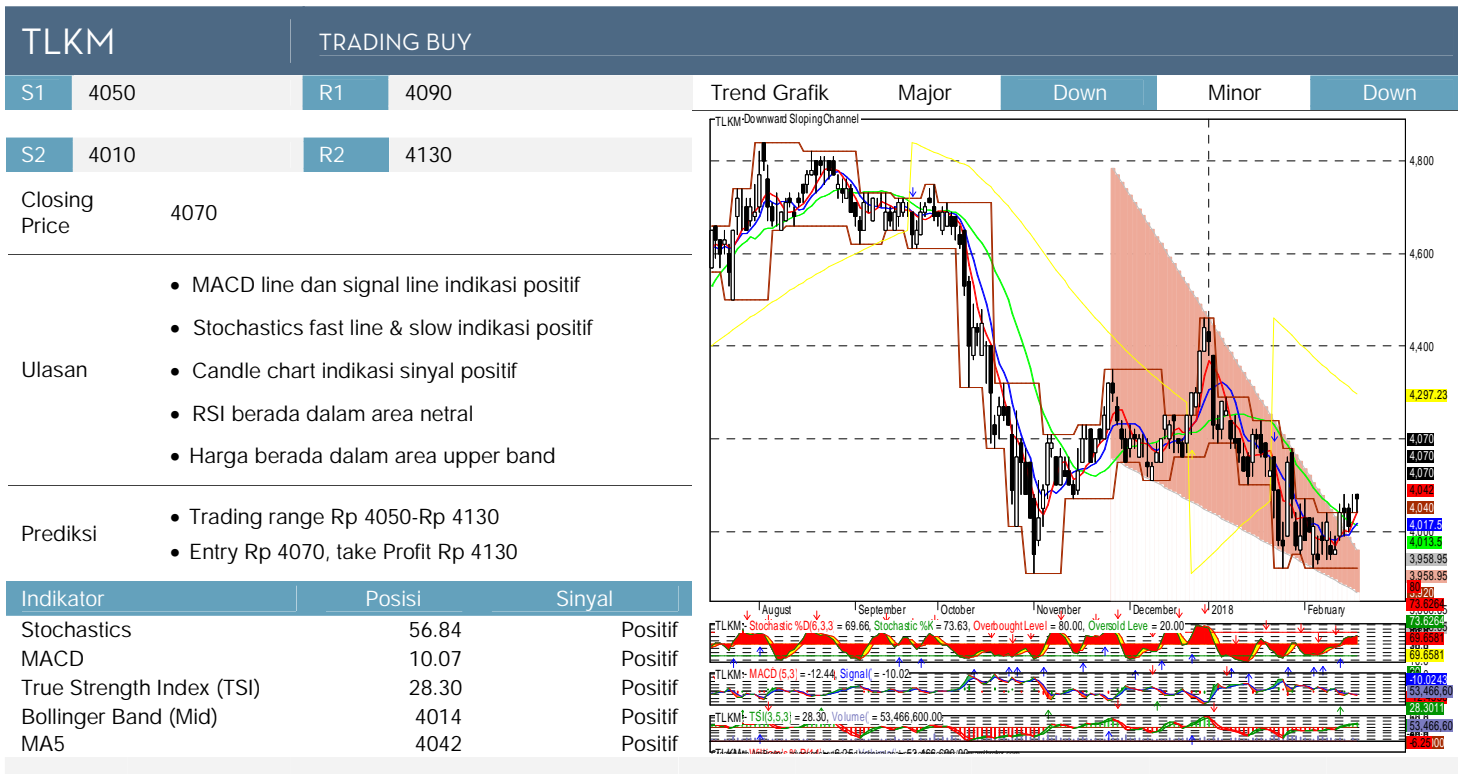 TLKM
TRADING BUY
S1 4050 R1 4090
S2 4010 R2 4130
Closing Price 4070
Ulasan
• MACD line dan signal line indikasi positif
• Stochastics fast line & slow indikasi positif
• Candle chart indikasi sinyal positif
• RSI berada dalam area netral
• Harga berada dalam area upper band
Prediksi
• Trading range Rp 4050-Rp 4130
• Entry Rp 4070, take Profit Rp 4130
Indikator Posisi Sinyal
Stochastics 56.84 Positif
MACD 10.07 Positif
True Strength Index (TSI) 28.30 Positif
Bollinger Band (Mid) 4014 Positif
MA5 4042 Positif
Trend Grafik Major Down Minor Down
TLKM-Downward Sloping Channel
4,800
4,600
4,400
4,297.23
4,070
4,070
4,070
4,042
4,040
4,017.5
4,013.5
3,958.95
3,958.95
August September October November December 2018 February
73.6264
73.6264
69.6581
69.6581
TLKM - Stochastic %D(6,3,3 = 69.66, Stochastic %K = 73.63, Overbought Level = 80.00, Oversold Leve = 20.00
TLKM - MACD (5,3) = -12.44, Signal( = -10.02
-10.0243
53,466,60
28.3011
TLKM - TSI(3,5,3) = 28.30, Volume( = 53,466,600.00
53,466,60